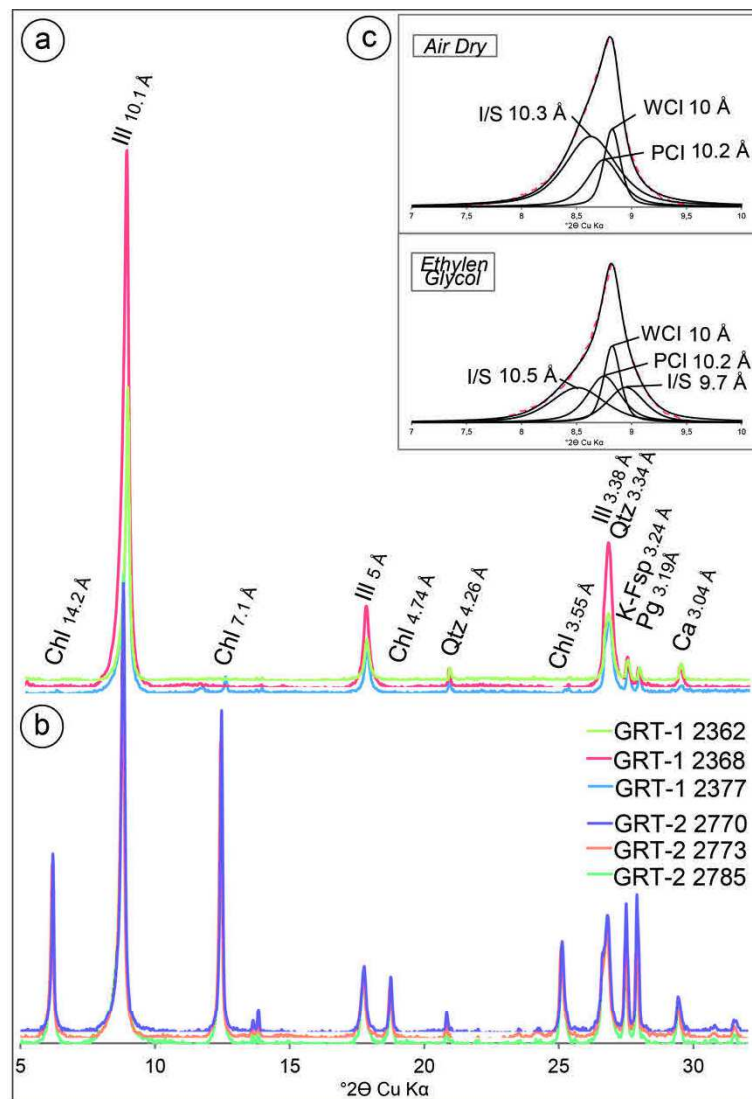 a
c
Air Dry
I/S 10.3 Å
WCI 10 Å
PCI 10.2 Å
7 7,5 8 8,5 9 9,5 10
°2Θ Cu Kα
Ethylen
Glycol
WCI 10 Å
PCI 10.2 Å
I/S 10.5 Å
I/S 9.7 Å
7 7,5 8 8,5 9 9,5 10
°2Θ Cu Kα
Chl 14.2 Å
Ill 10.1 Å
Chl 7.1 Å
Ill 5 Å
Chl 4.74 Å
Qtz 4.26 Å
Chl 3.55 Å
Ill 3.38 Å
Qtz 3.34 Å
K-Fsp 3.24 Å
Pg 3.19Å
Ca 3.04 Å
b
GRT-1 2362
GRT-1 2368
GRT-1 2377
GRT-2 2770
GRT-2 2773
GRT-2 2785
5 10 15 20 25 30
°2Θ Cu Kα